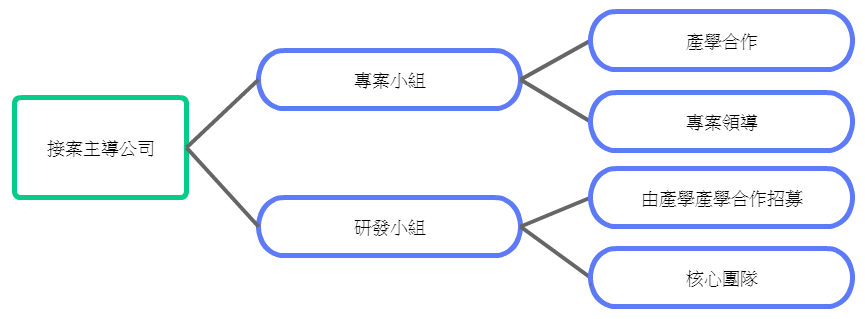 接案主導公司
專案小組
產學合作
專案領導
研發小組
由產學產學合作招募
核心團隊